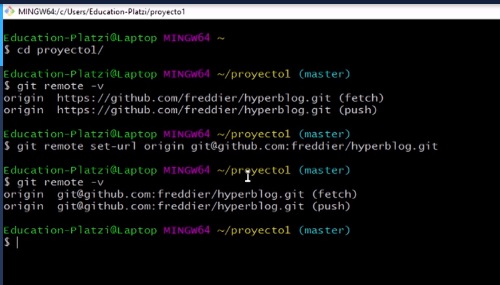 MINGW64:/c/Users/Education-Platzi/proyecto1
Education-Platzi@Laptop MINGW64 ~
$ cd proyecto1/
Education-Platzi@Laptop MINGW64 ~/proyecto1 (master)
$ git remote -v
origin  https://github.com/freddier/hyperblog.git (fetch)
origin  https://github.com/freddier/hyperblog.git (push)
Education-Platzi@Laptop MINGW64 ~/proyecto1 (master)
$ git remote set-url origin git@github.com:freddier/hyperblog.git
Education-Platzi@Laptop MINGW64 ~/proyecto1 (master)
$ git remote -v
origin  git@github.com:freddier/hyperblog.git (fetch)
origin  git@github.com:freddier/hyperblog.git (push)
Education-Platzi@Laptop MINGW64 ~/proyecto1 (master)
$